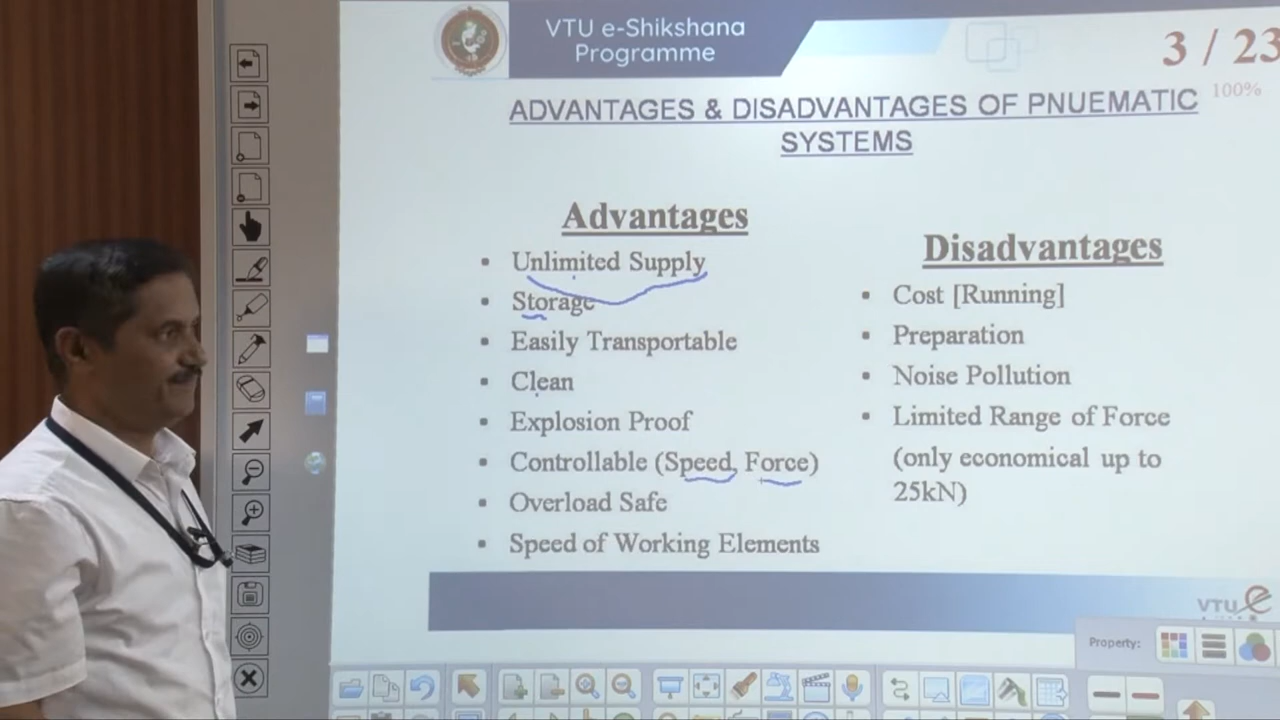 VTU e-Shikshana
Programme
3 / 23
100%
ADVANTAGES & DISADVANTAGES OF PNUEMATIC
SYSTEMS
Advantages
• Unlimited Supply
• Storage
• Easily Transportable
• Clean
• Explosion Proof
• Controllable (Speed, Force)
• Overload Safe
• Speed of Working Elements
Disadvantages
• Cost [Running]
• Preparation
• Noise Pollution
• Limited Range of Force
(only economical up to
25kN)
VTU e
Property: